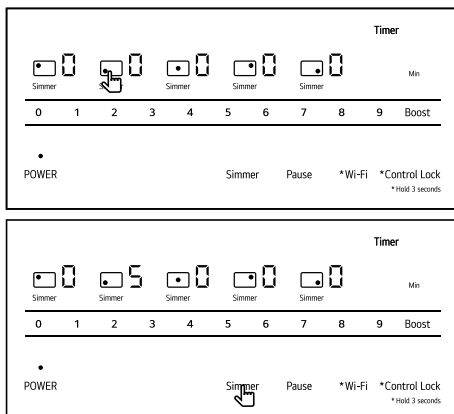 Timer
0 0 0 0 0 Min
Simmer Simmer Simmer Simmer
0 1 2 3 4 5 6 7 8 9 Boost
POWER Simmer Pause *Wi-Fi *Control Lock
* Hold 3 seconds
Timer
0 5 0 0 0 Min
Simmer Simmer Simmer Simmer Simmer
0 1 2 3 4 5 6 7 8 9 Boost
POWER Simmer Pause *Wi-Fi *Control Lock
* Hold 3 seconds